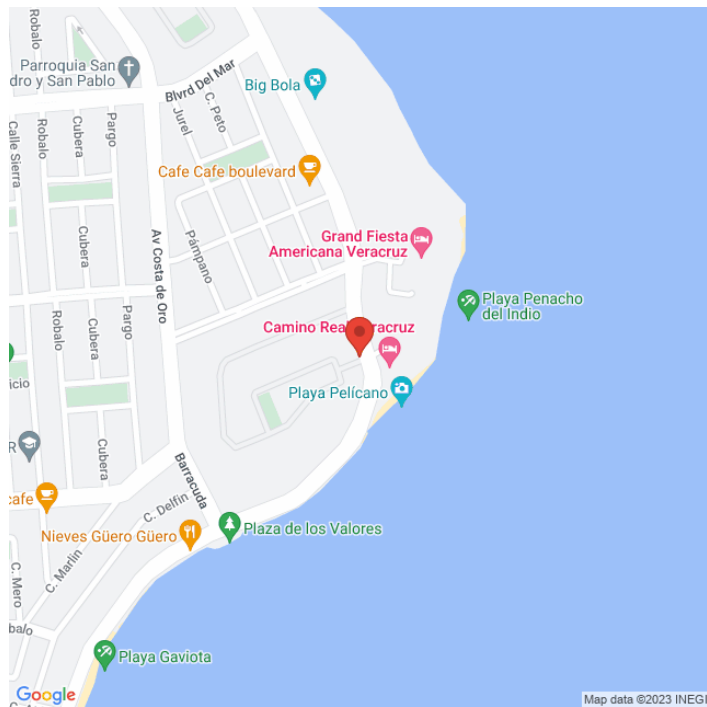 Robalo
Parroquia San
dro y San Pablo
Blvrd Del Mar
Big Bola
C. Peto
Jurel
Pargo
Cubera
Robalo
Calle Sierra
Cafe Cafe boulevard
Av Costa de Oro
Pámpano
Cubera
Grand Fiesta
Americana Veracruz
Playa Penacho
del Indio
Pargo
Robalo
Camino Real Veracruz
icio
Playa Pelícano
Cubera
R
Barracuda
cafe
C. Delfin
Nieves Güero Güero
Plaza de los Valores
C. Marlin
C. Mero
balo
Playa Gaviota
Google
Map data ©2023 INEGI